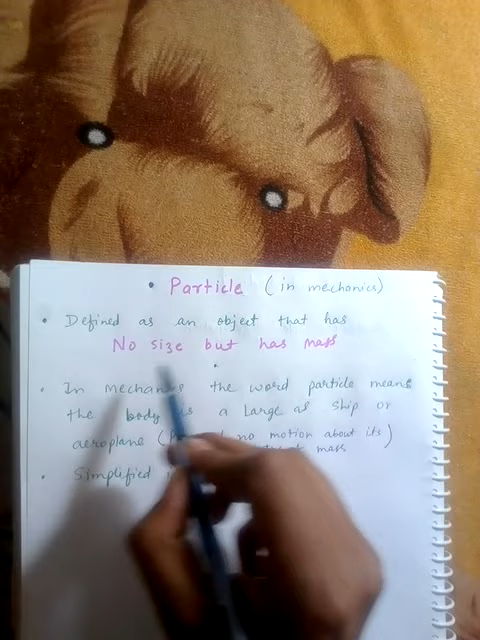 • Particle (in mechanics)
• Defined as an object that has
No size but has mass
• In mechanics the word particle means
the body is a Large as ship or
aeroplane ( no motion about its)
mass
• Simplified